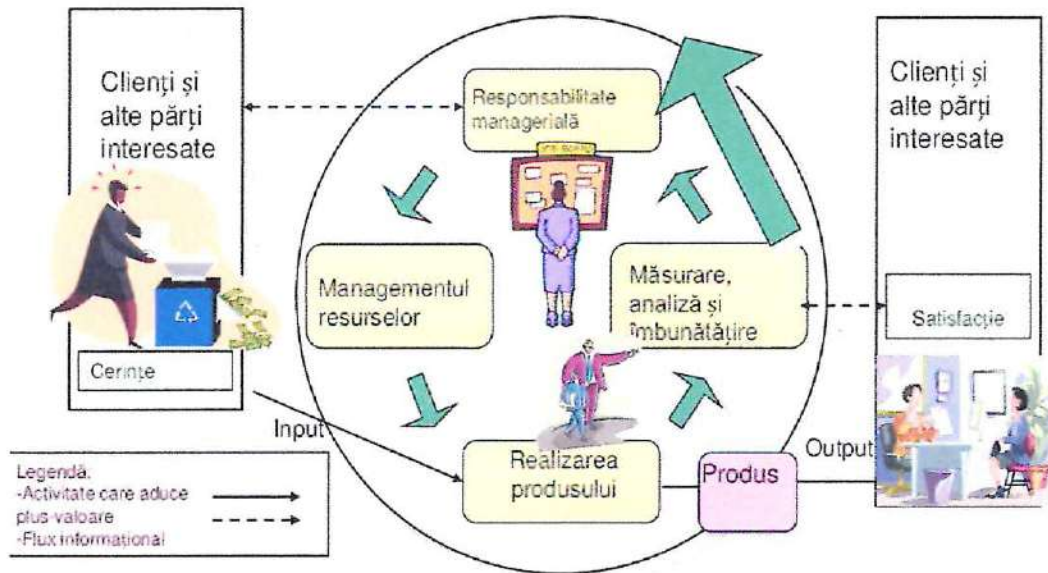 Clienți și
alte părți
interesate
Cerințe
Responsabilitate
managerială
Managementul
resurselor
Măsurare,
analiză și
îmbunătățire
Realizarea
produsului
Produs
Input
Output
Clienți și
alte părți
interesate
Satisfacție
Legendă:
-Activitate care aduce
plus-valoare
-Flux informațional